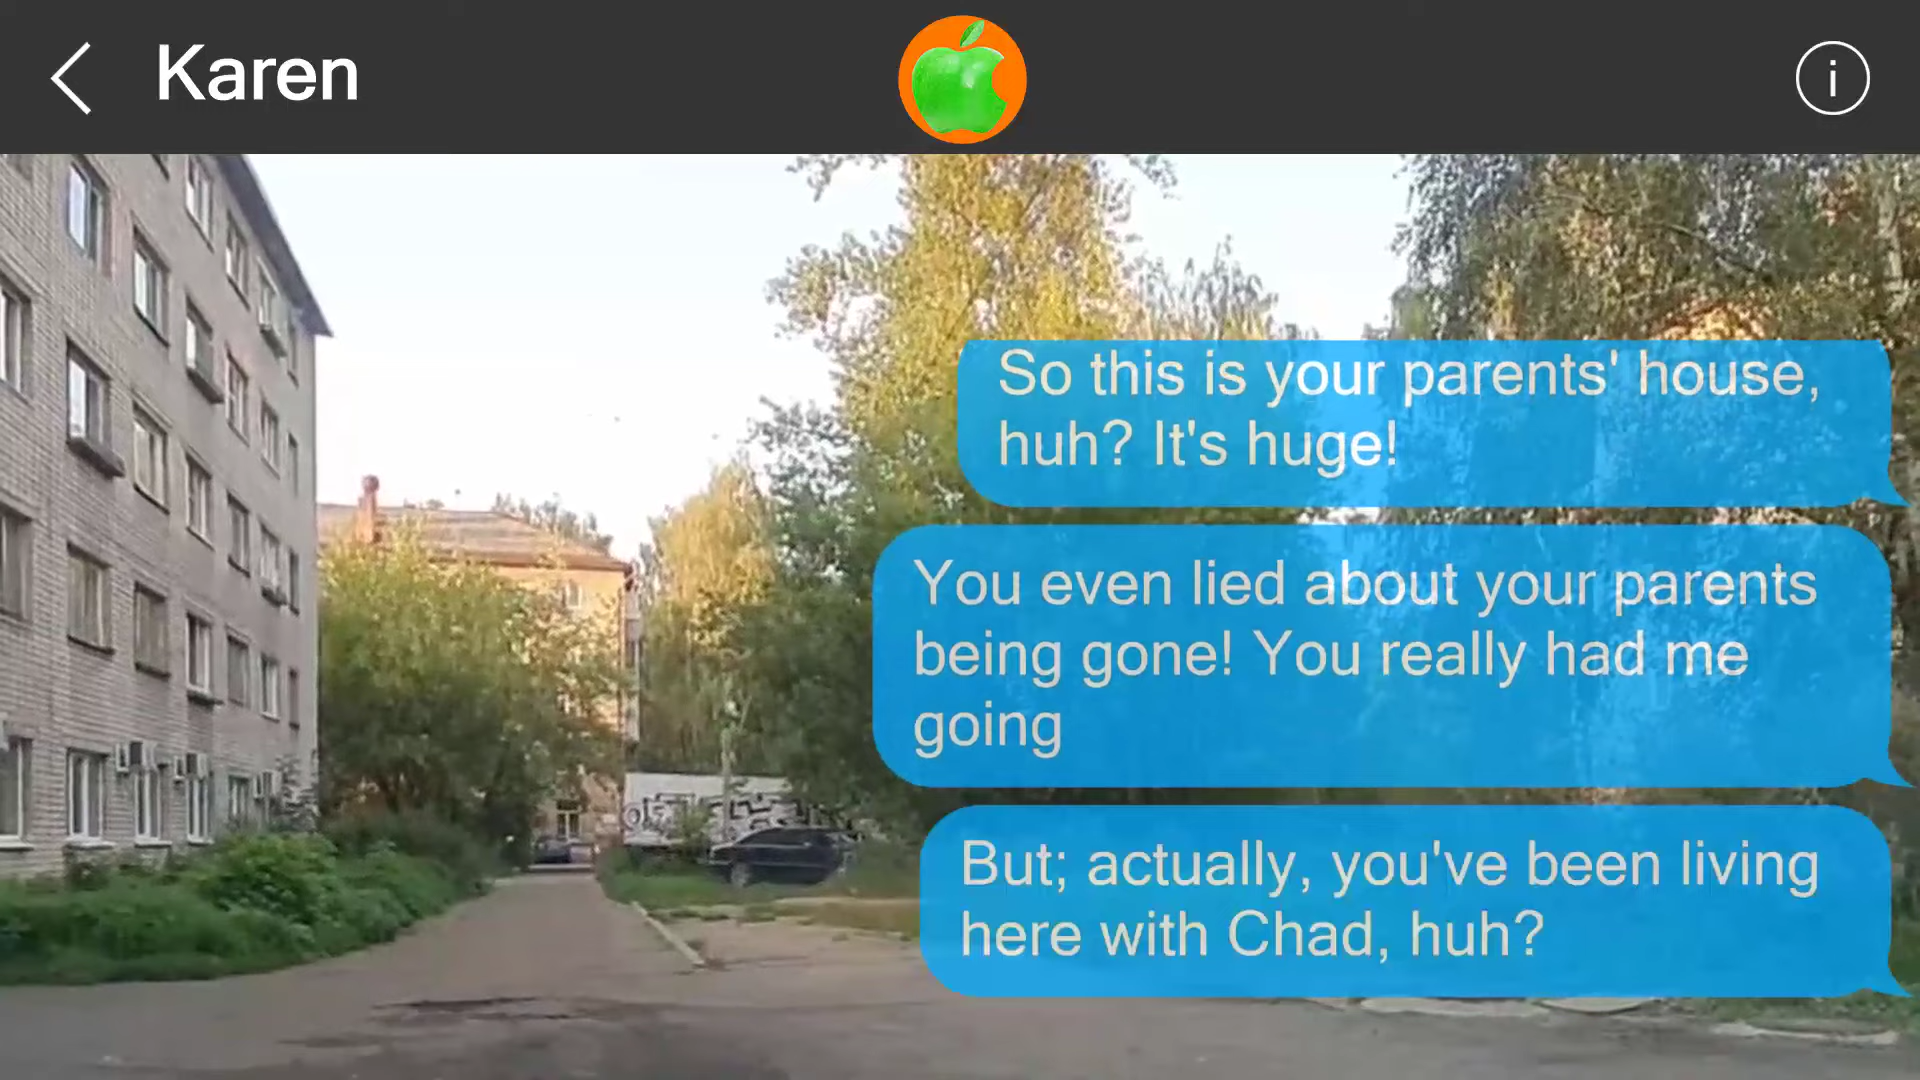 Karen
So this is your parents' house,
huh? It's huge!
You even lied about your parents
being gone! You really had me
going
But; actually, you've been living
here with Chad, huh?